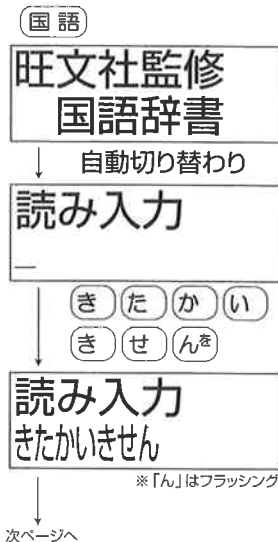 国語
旺文社監修
国語辞書
自動切り替わり
読み入力
_
き た か い
き せ んを
読み入力
きたかいきせん
※「ん」はフラッシング
次ページへ